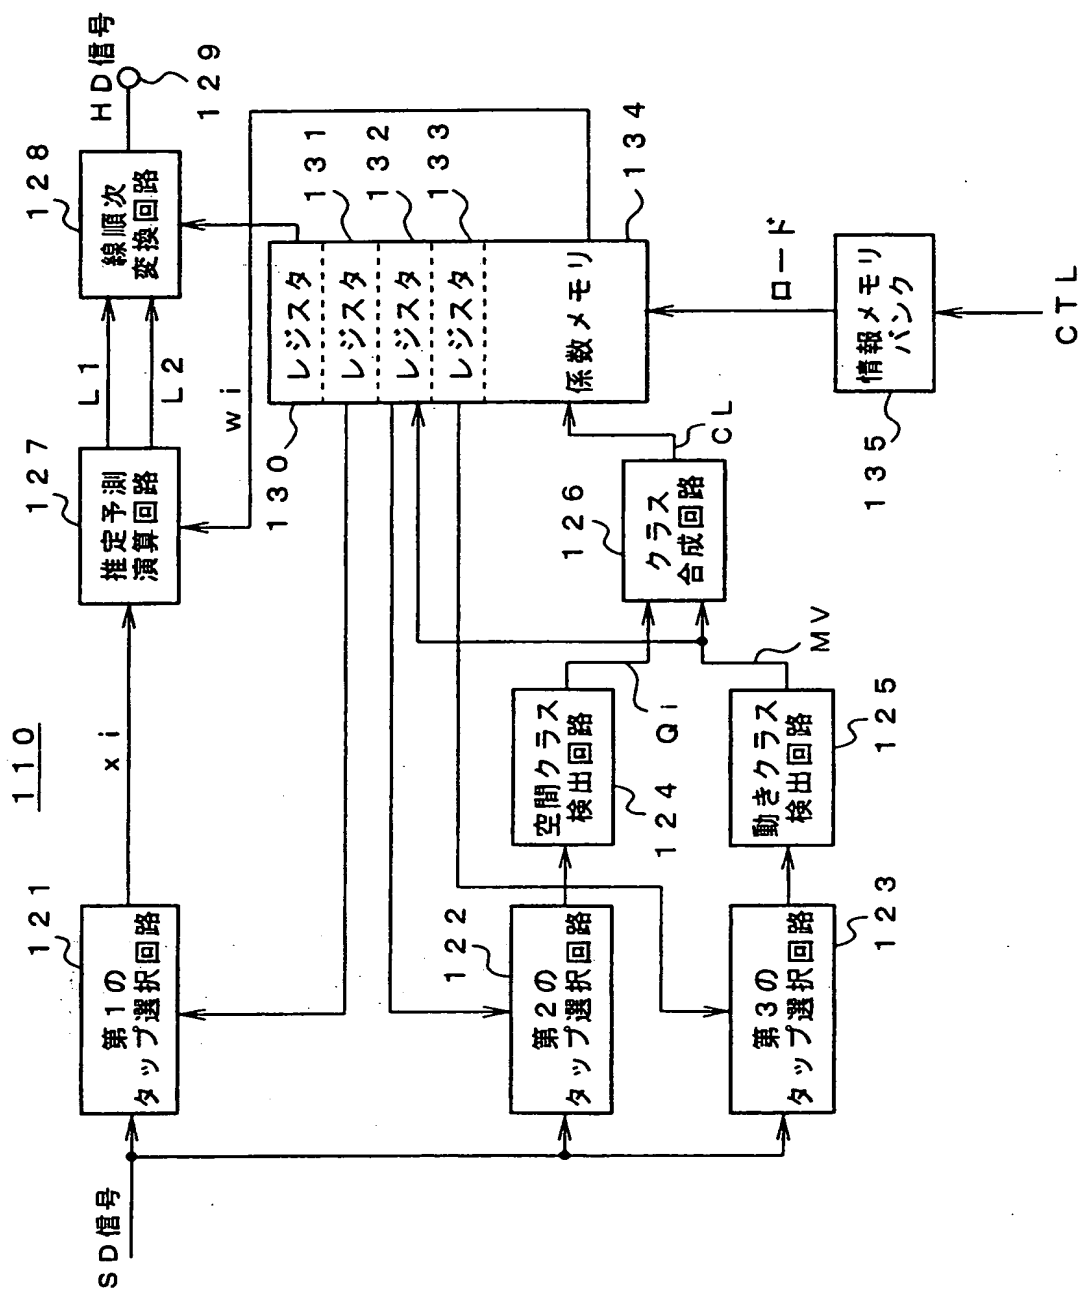 110
SD信号
121
第1の
タップ選択回路
xi
127
推定予測
演算回路
L1
L2
128
線順次
変換回路
HD信号
129
wi
130
レジスタ
131
レジスタ
132
レジスタ
133
レジスタ
134
係数メモリ
122
第2の
タップ選択回路
124
空間クラス
検出回路
Qi
126
クラス
合成回路
CL
123
第3の
タップ選択回路
125
動きクラス
検出回路
MV
ロード
135
情報メモリ
バンク
CTL